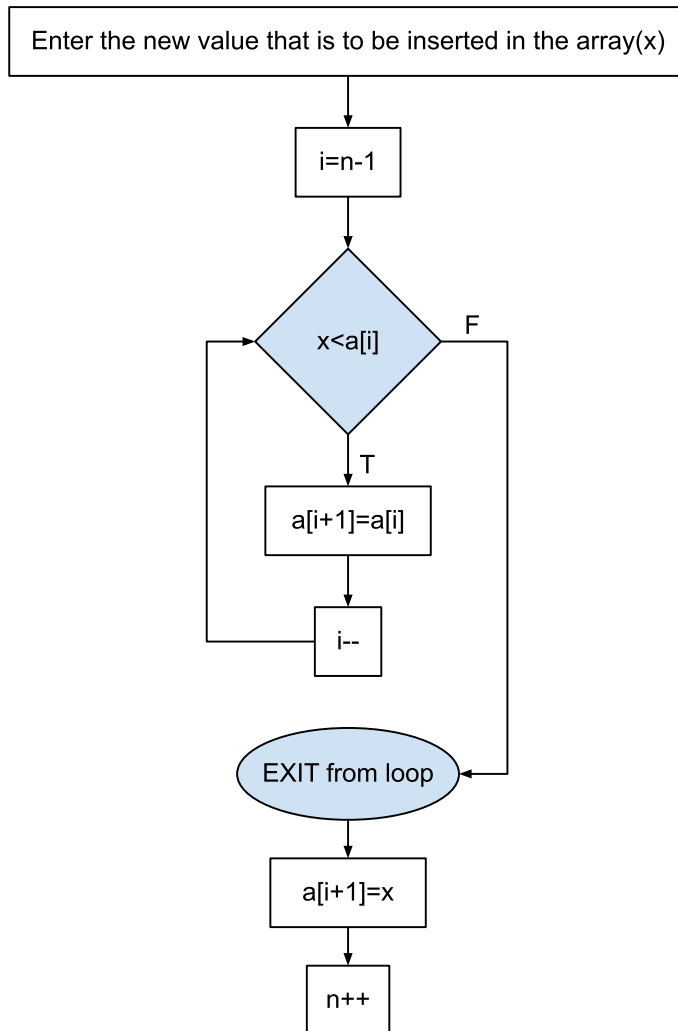 Enter the new value that is to be inserted in the array(x)
i=n-1
x<a[i]
F
T
a[i+1]=a[i]
i--
EXIT from loop
a[i+1]=x
n++